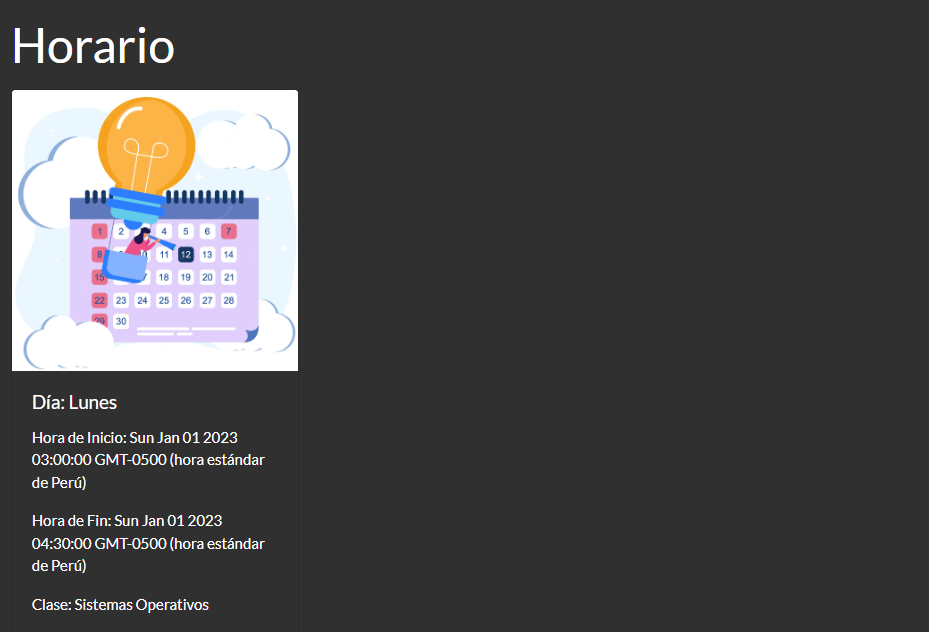 Horario
1 2 4 5 6 7
8 11 12 13 14
15 17 18 19 20 21
22 23 24 25 26 27 28
29 30
Día: Lunes
Hora de Inicio: Sun Jan 01 2023
03:00:00 GMT-0500 (hora estándar
de Perú)
Hora de Fin: Sun Jan 01 2023
04:30:00 GMT-0500 (hora estándar
de Perú)
Clase: Sistemas Operativos